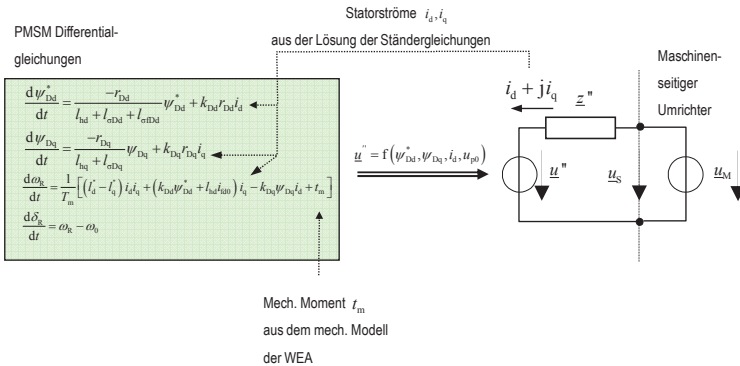 Statorströme i_d, i_q
aus der Lösung der Ständergleichungen
PMSM Differential-
gleichungen
Maschinen-
seitiger
Umrichter
dψ*_Dd/dt = −r_Dd/(l_hd + l_σDd + l_σfDd) ψ*_Dd + k_Dd r_Dd i_d
dψ_Dq/dt = −r_Dq/(l_hq + l_σDq) ψ_Dq + k_Dq r_Dq i_q
dω_R/dt = 1/T_m [(l''_d − l''_q) i_d i_q + (k_Dd ψ*_Dd + l_hd i_fd0) i_q − k_Dq ψ_Dq i_d + t_m]
dδ_R/dt = ω_R − ω_0
u'' = f(ψ*_Dd, ψ_Dq, i_d, u_p0)
i_d + ji_q
z"
u"
u_S
u_M
Mech. Moment t_m
aus dem mech. Modell
der WEA